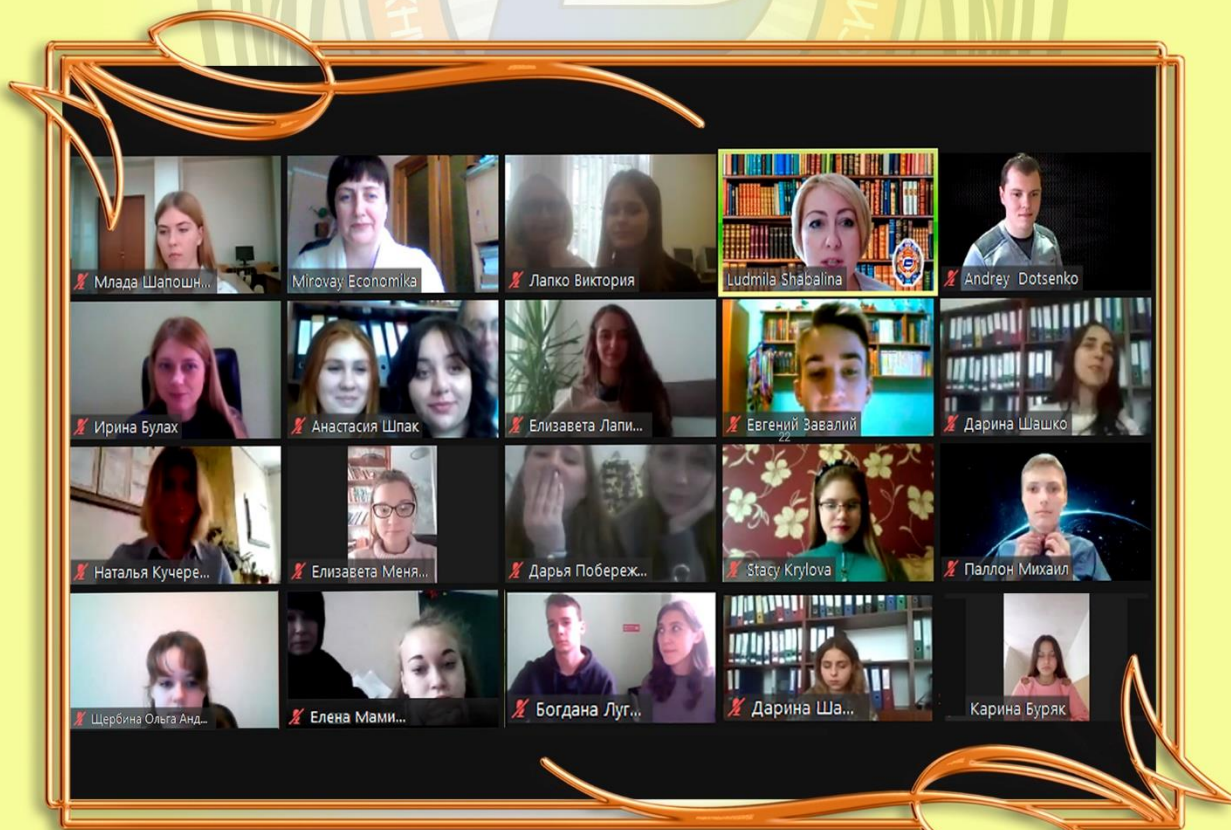 Млада Шапошн...
Mirovay Economika
Лапко Виктория
Ludmila Shabalina
Andrey Dotsenko
Ирина Булах
Анастасия Шпак
Елизавета Лапи...
Евгений Завалий
22
Дарина Шашко
Наталья Кучере...
Елизавета Меня...
Дарья Побереж...
Stacy Krylova
Паллон Михаил
Щербина Ольга Анд...
Елена Мами...
Богдана Луг...
Дарина Ша...
Карина Буряк